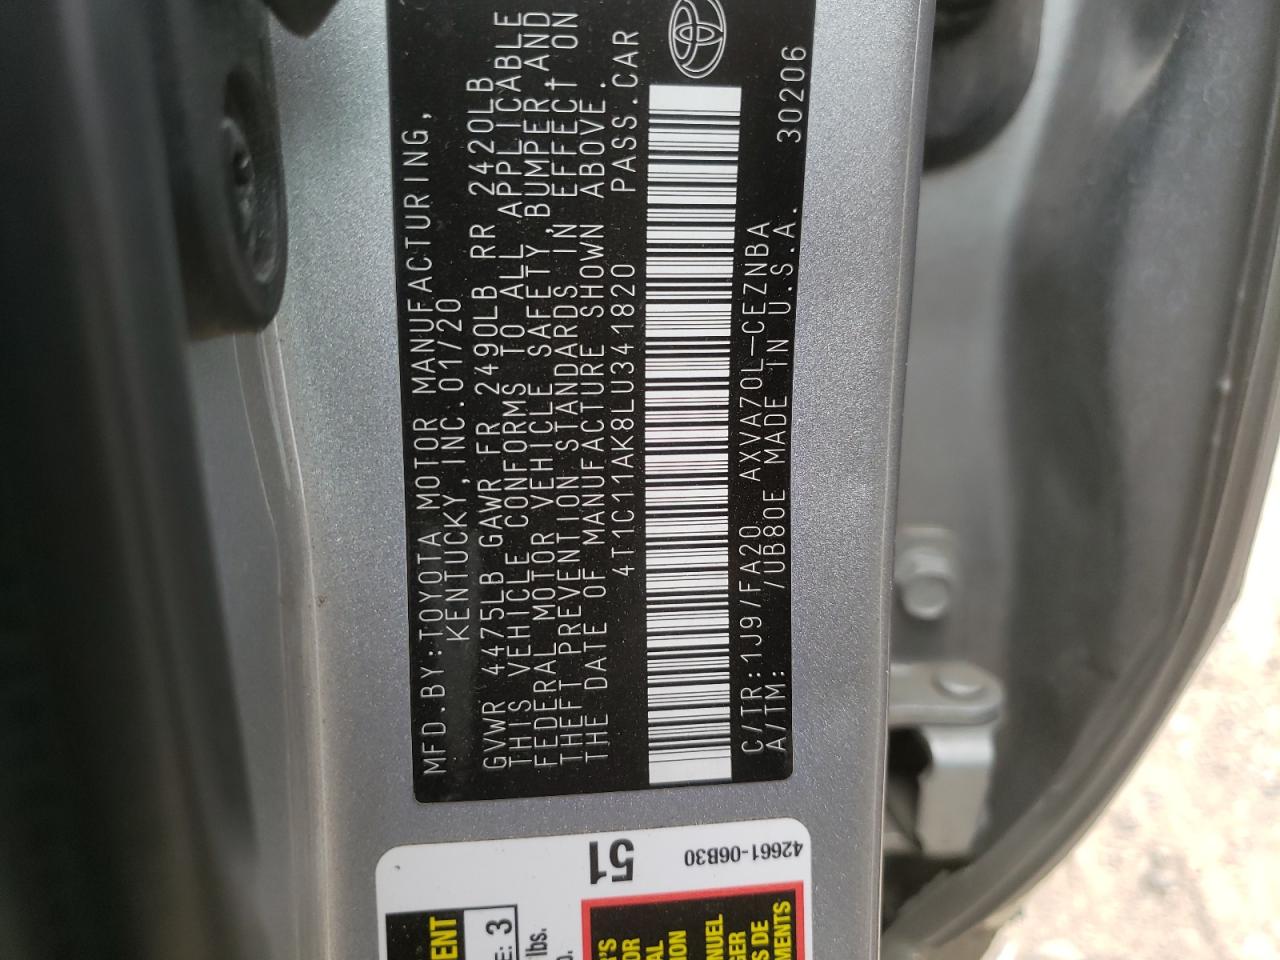 MFD.BY:TOYOTA MOTOR MANUFACTURING,
KENTUCKY,INC.01/20
GVWR 4475LB GAWR FR 2490LB RR 2420LB
THIS VEHICLE CONFORMS TO ALL APPLICABLE
FEDERAL MOTOR VEHICLE SAFETY,BUMPER,AND
THEFT PREVENTION STANDARDS IN EFFECT ON
THE DATE OF MANUFACTURE SHOWN ABOVE.
4T1C11AK8LU341820 PASS.CAR
C/TR:1J9/FA20 AXVA70L-CEZNBA
A/TM: /UB80E MADE IN U.S.A. 30206
51
42661-06B30
E: 3
lbs.